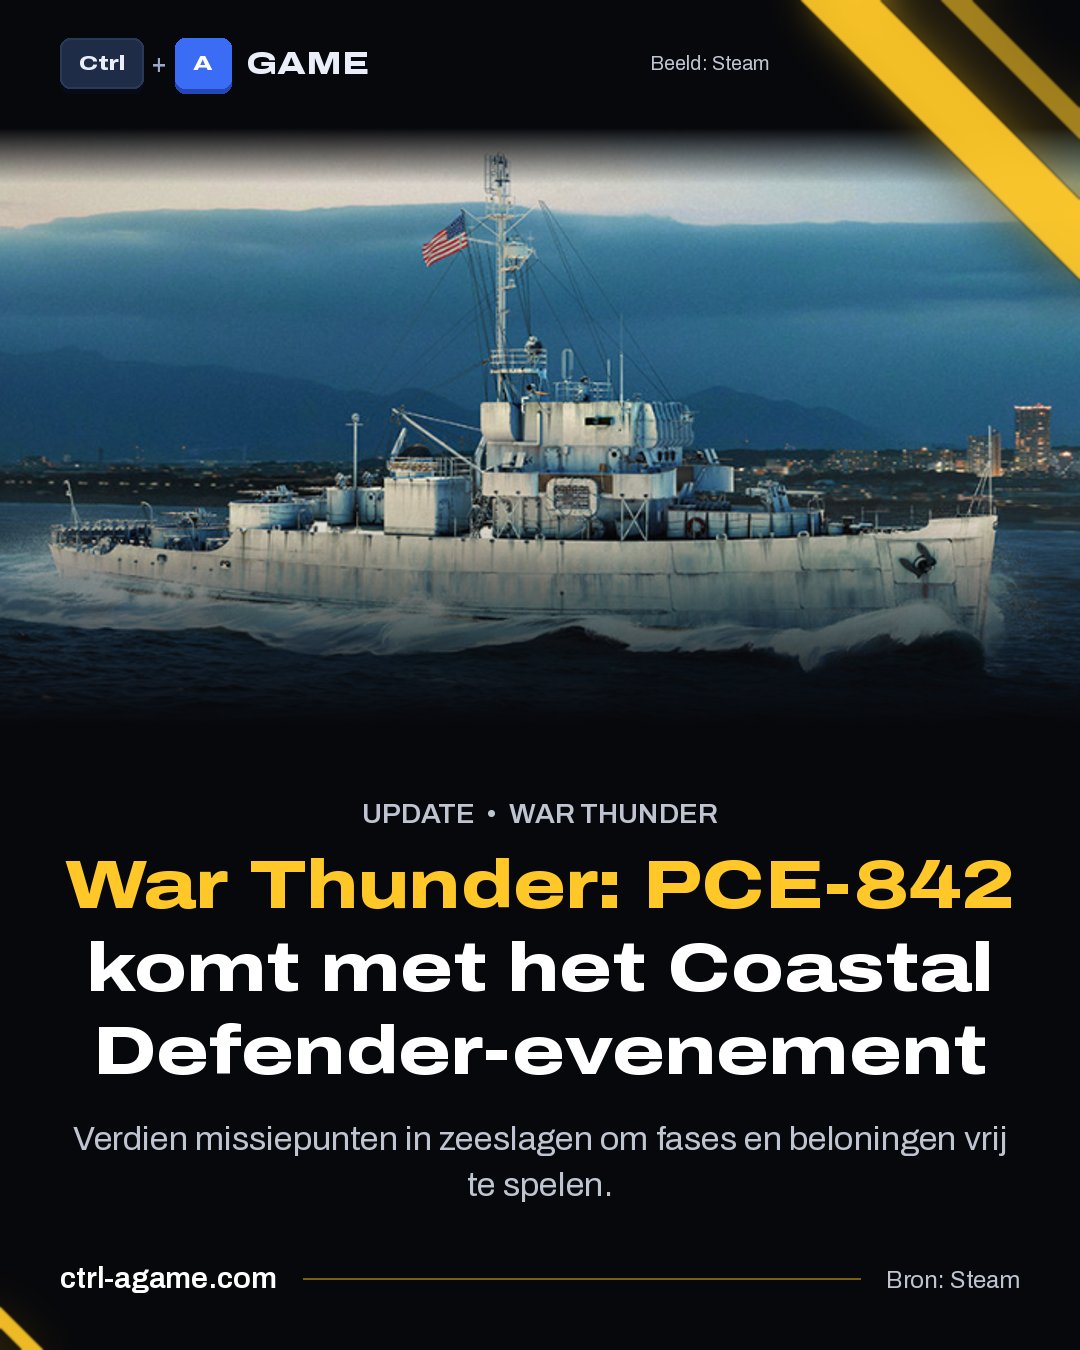 Ctrl + A GAME
Beeld: Steam
UPDATE • WAR THUNDER
War Thunder: PCE-842
komt met het Coastal
Defender-evenement
Verdien missiepunten in zeeslagen om fases en beloningen vrij
te spelen.
ctrl-agame.com
Bron: Steam